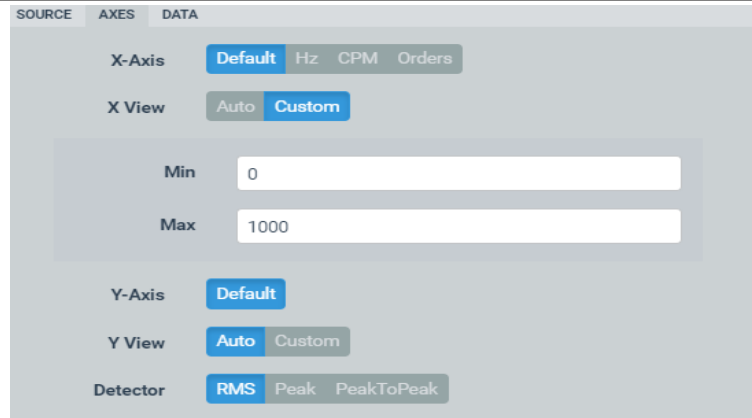 SOURCE AXES DATA
X-Axis Default Hz CPM Orders
X View Auto Custom
Min 0
Max 1000
Y-Axis Default
Y View Auto Custom
Detector RMS Peak PeakToPeak